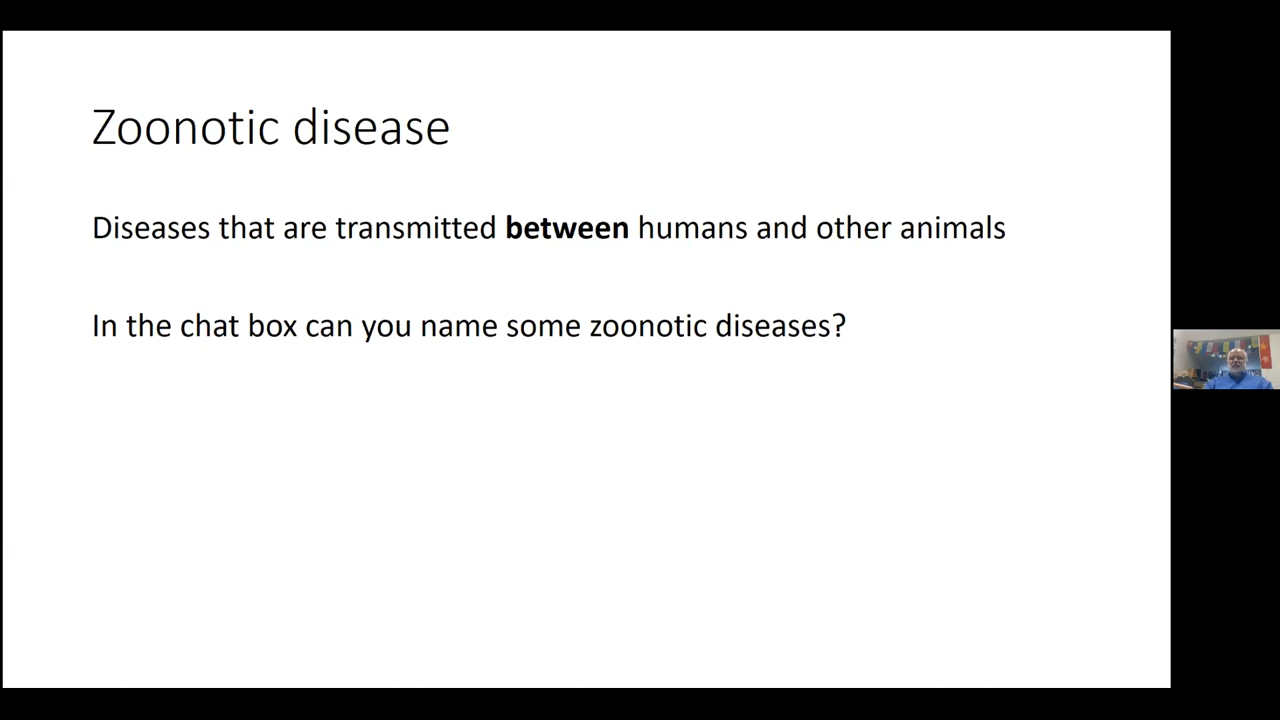 Zoonotic disease
Diseases that are transmitted between humans and other animals
In the chat box can you name some zoonotic diseases?